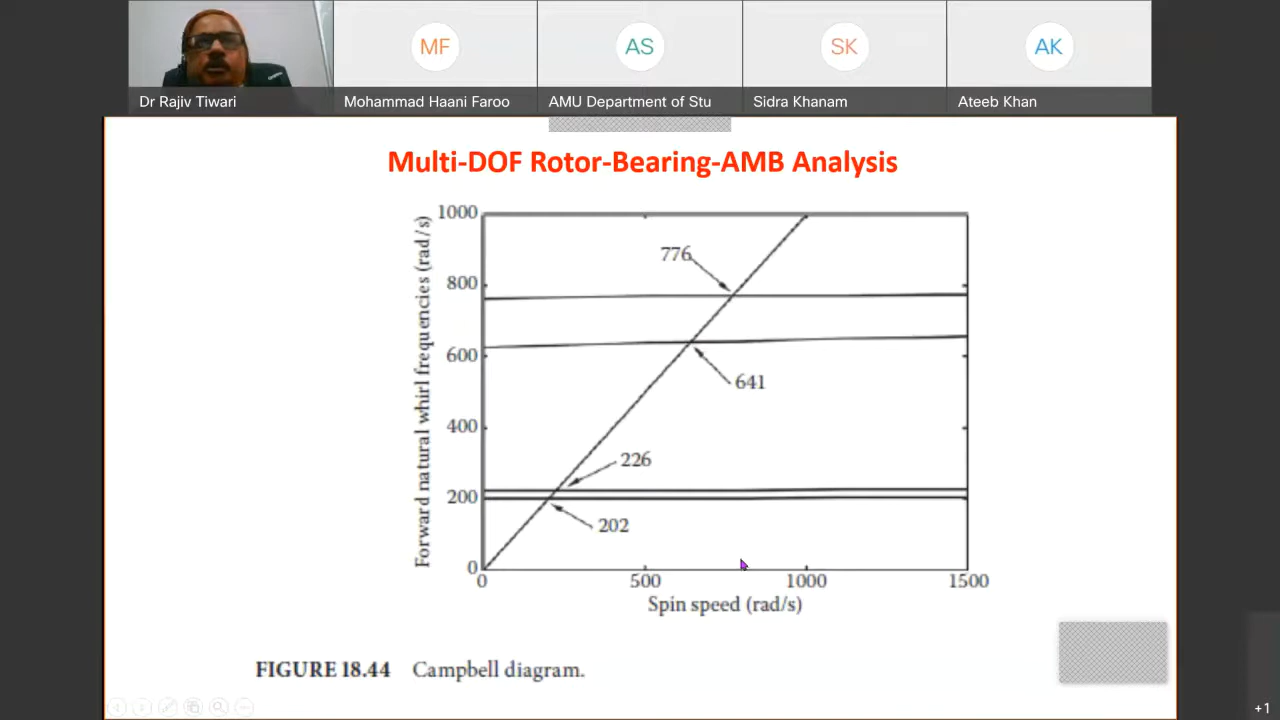 MF
AS
SK
AK
Dr Rajiv Tiwari
Mohammad Haani Faroo
AMU Department of Stu
Sidra Khanam
Ateeb Khan
Multi-DOF Rotor-Bearing-AMB Analysis
Forward natural whirl frequencies (rad/s)
1000
800
600
400
200
0
776
641
226
202
0
500
1000
1500
Spin speed (rad/s)
FIGURE 18.44 Campbell diagram.
+1